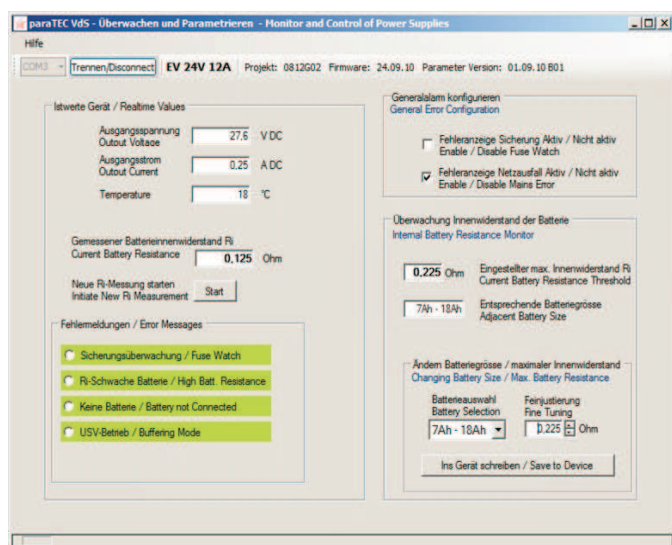 paraTEC VdS - Überwachen und Parametrieren - Monitor and Control of Power Supplies
Hilfe
COM3 Trennen/Disconnect EV 24V 12A Projekt: 0812G02 Firmware: 24.09.10 Parameter Version: 01.09.10 B01
Istwerte Gerät / Realtime Values
Ausgangsspannung
Output Voltage
27,6 V DC
Ausgangsstrom
Output Current
0,25 A DC
Temperature 18 °C
Gemessener Batterieinnenwiderstand Ri
Current Battery Resistance
0,125 Ohm
Neue Ri-Messung starten
Initiate New Ri Measurement
Start
Fehlermeldungen / Error Messages
Sicherungsüberwachung / Fuse Watch
Ri-Schwache Batterie / High Batt. Resistance
Keine Batterie / Battery not Connected
USV-Betrieb / Buffering Mode
Generalalarm konfigurieren
General Error Configuration
Fehleranzeige Sicherung Aktiv / Nicht aktiv
Enable / Disable Fuse Watch
Fehleranzeige Netzausfall Aktiv / Nicht aktiv
Enable / Disable Mains Error
Überwachung Innenwiderstand der Batterie
Internal Battery Resistance Monitor
0,225 Ohm
Eingestellter max. Innenwiderstand Ri
Current Battery Resistance Threshold
7Ah - 18Ah
Entsprechende Batteriegrösse
Adjacent Battery Size
Ändern Batteriegrösse / maximaler Innenwiderstand
Changing Battery Size / Max. Battery Resistance
Batterieauswahl
Battery Selection
7Ah - 18Ah
Feinjustierung
Fine Tuning
0,225 Ohm
Ins Gerät schreiben / Save to Device